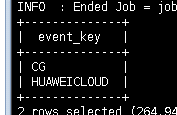 INFO  : Ended Job = job
+--------------+
|  event_key   |
+--------------+
| CG           |
| HUAWEICLOUD  |
+--------------+
2 rows selected (264.94